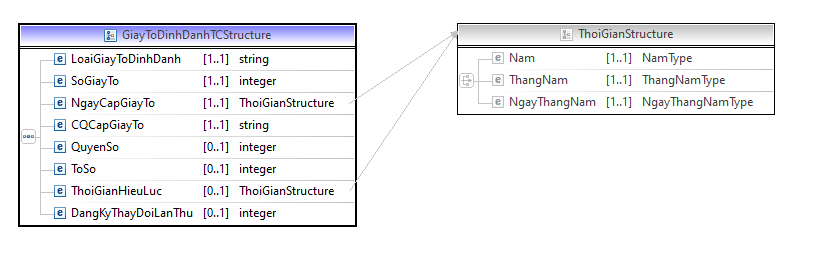 GiayToDinhDanhTCStructure
e LoaiGiayToDinhDanh [1..1] string
e SoGiayTo [1..1] integer
e NgayCapGiayTo [1..1] ThoiGianStructure
e CQCapGiayTo [1..1] string
e QuyenSo [0..1] integer
e ToSo [0..1] integer
e ThoiGianHieuLuc [0..1] ThoiGianStructure
e DangKyThayDoiLanThu [0..1] integer
ThoiGianStructure
e Nam [1..1] NamType
e ThangNam [1..1] ThangNamType
e NgayThangNam [1..1] NgayThangNamType